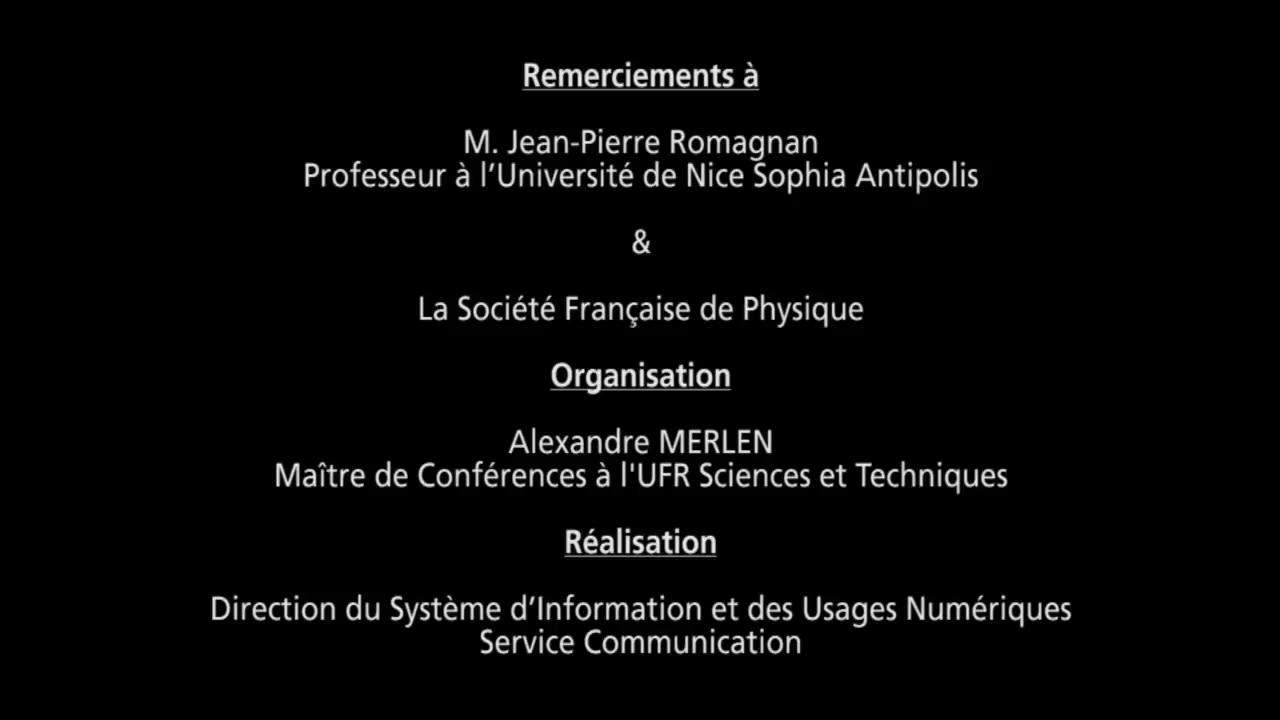 Remerciements à
M. Jean-Pierre Romagnan
Professeur à l’Université de Nice Sophia Antipolis
&
La Société Française de Physique
Organisation
Alexandre MERLEN
Maître de Conférences à l'UFR Sciences et Techniques
Réalisation
Direction du Système d’Information et des Usages Numériques
Service Communication